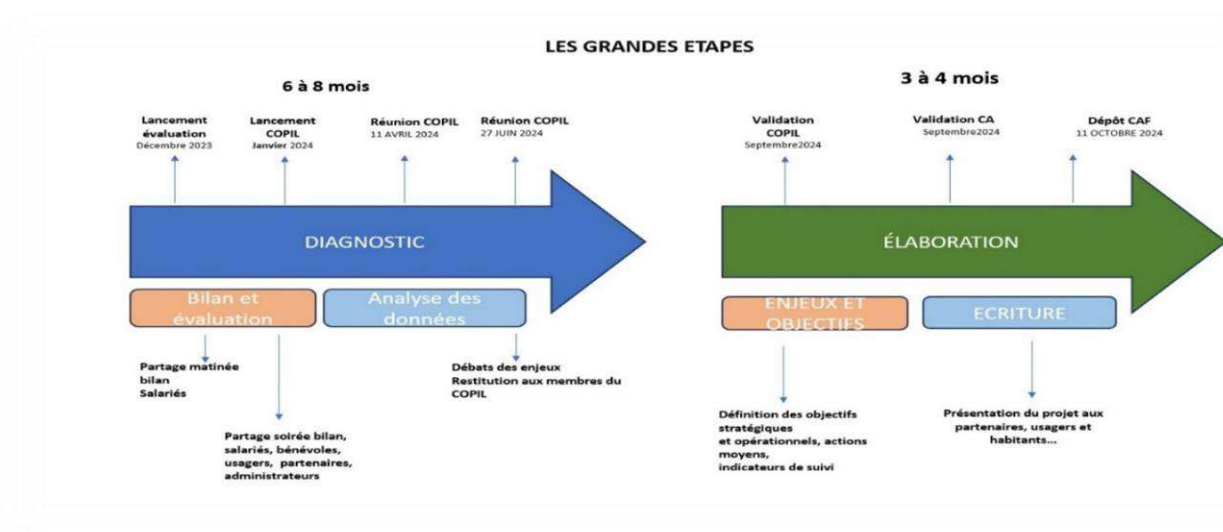 LES GRANDES ETAPES
6 à 8 mois
Lancement
évaluation
Décembre 2023
Lancement
COPIL
Janvier 2024
Réunion COPIL
11 AVRIL 2024
Réunion COPIL
27 JUIN 2024
DIAGNOSTIC
Bilan et
évaluation
Analyse des
données
Partage matinée
bilan
Salariés
Partage soirée bilan,
salariés, bénévoles,
usagers, partenaires,
administrateurs
Débats des enjeux
Restitution aux membres du
COPIL
3 à 4 mois
Validation
COPIL
Septembre2024
Validation CA
Septembre2024
Dépôt CAF
11 OCTOBRE 2024
ÉLABORATION
ENJEUX ET
OBJECTIFS
ECRITURE
Définition des objectifs
stratégiques
et opérationnels, actions
moyens,
indicateurs de suivi
Présentation du projet aux
partenaires, usagers et
habitants...